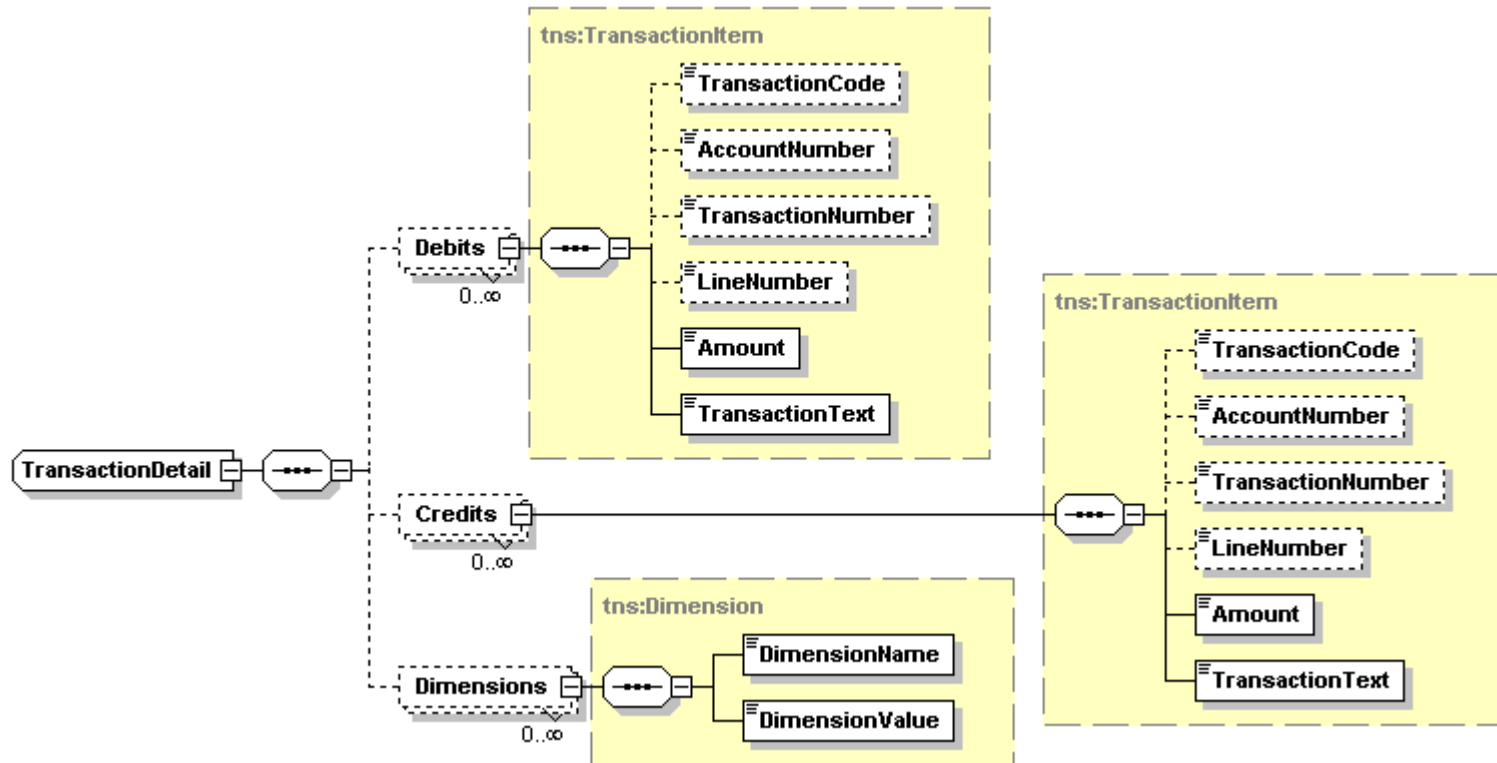 tns:TransactionItem
TransactionCode
AccountNumber
TransactionNumber
LineNumber
Amount
TransactionText
Debits
0..∞
TransactionDetail
tns:TransactionItem
TransactionCode
AccountNumber
TransactionNumber
LineNumber
Amount
TransactionText
Credits
0..∞
tns:Dimension
DimensionName
DimensionValue
Dimensions
0..∞